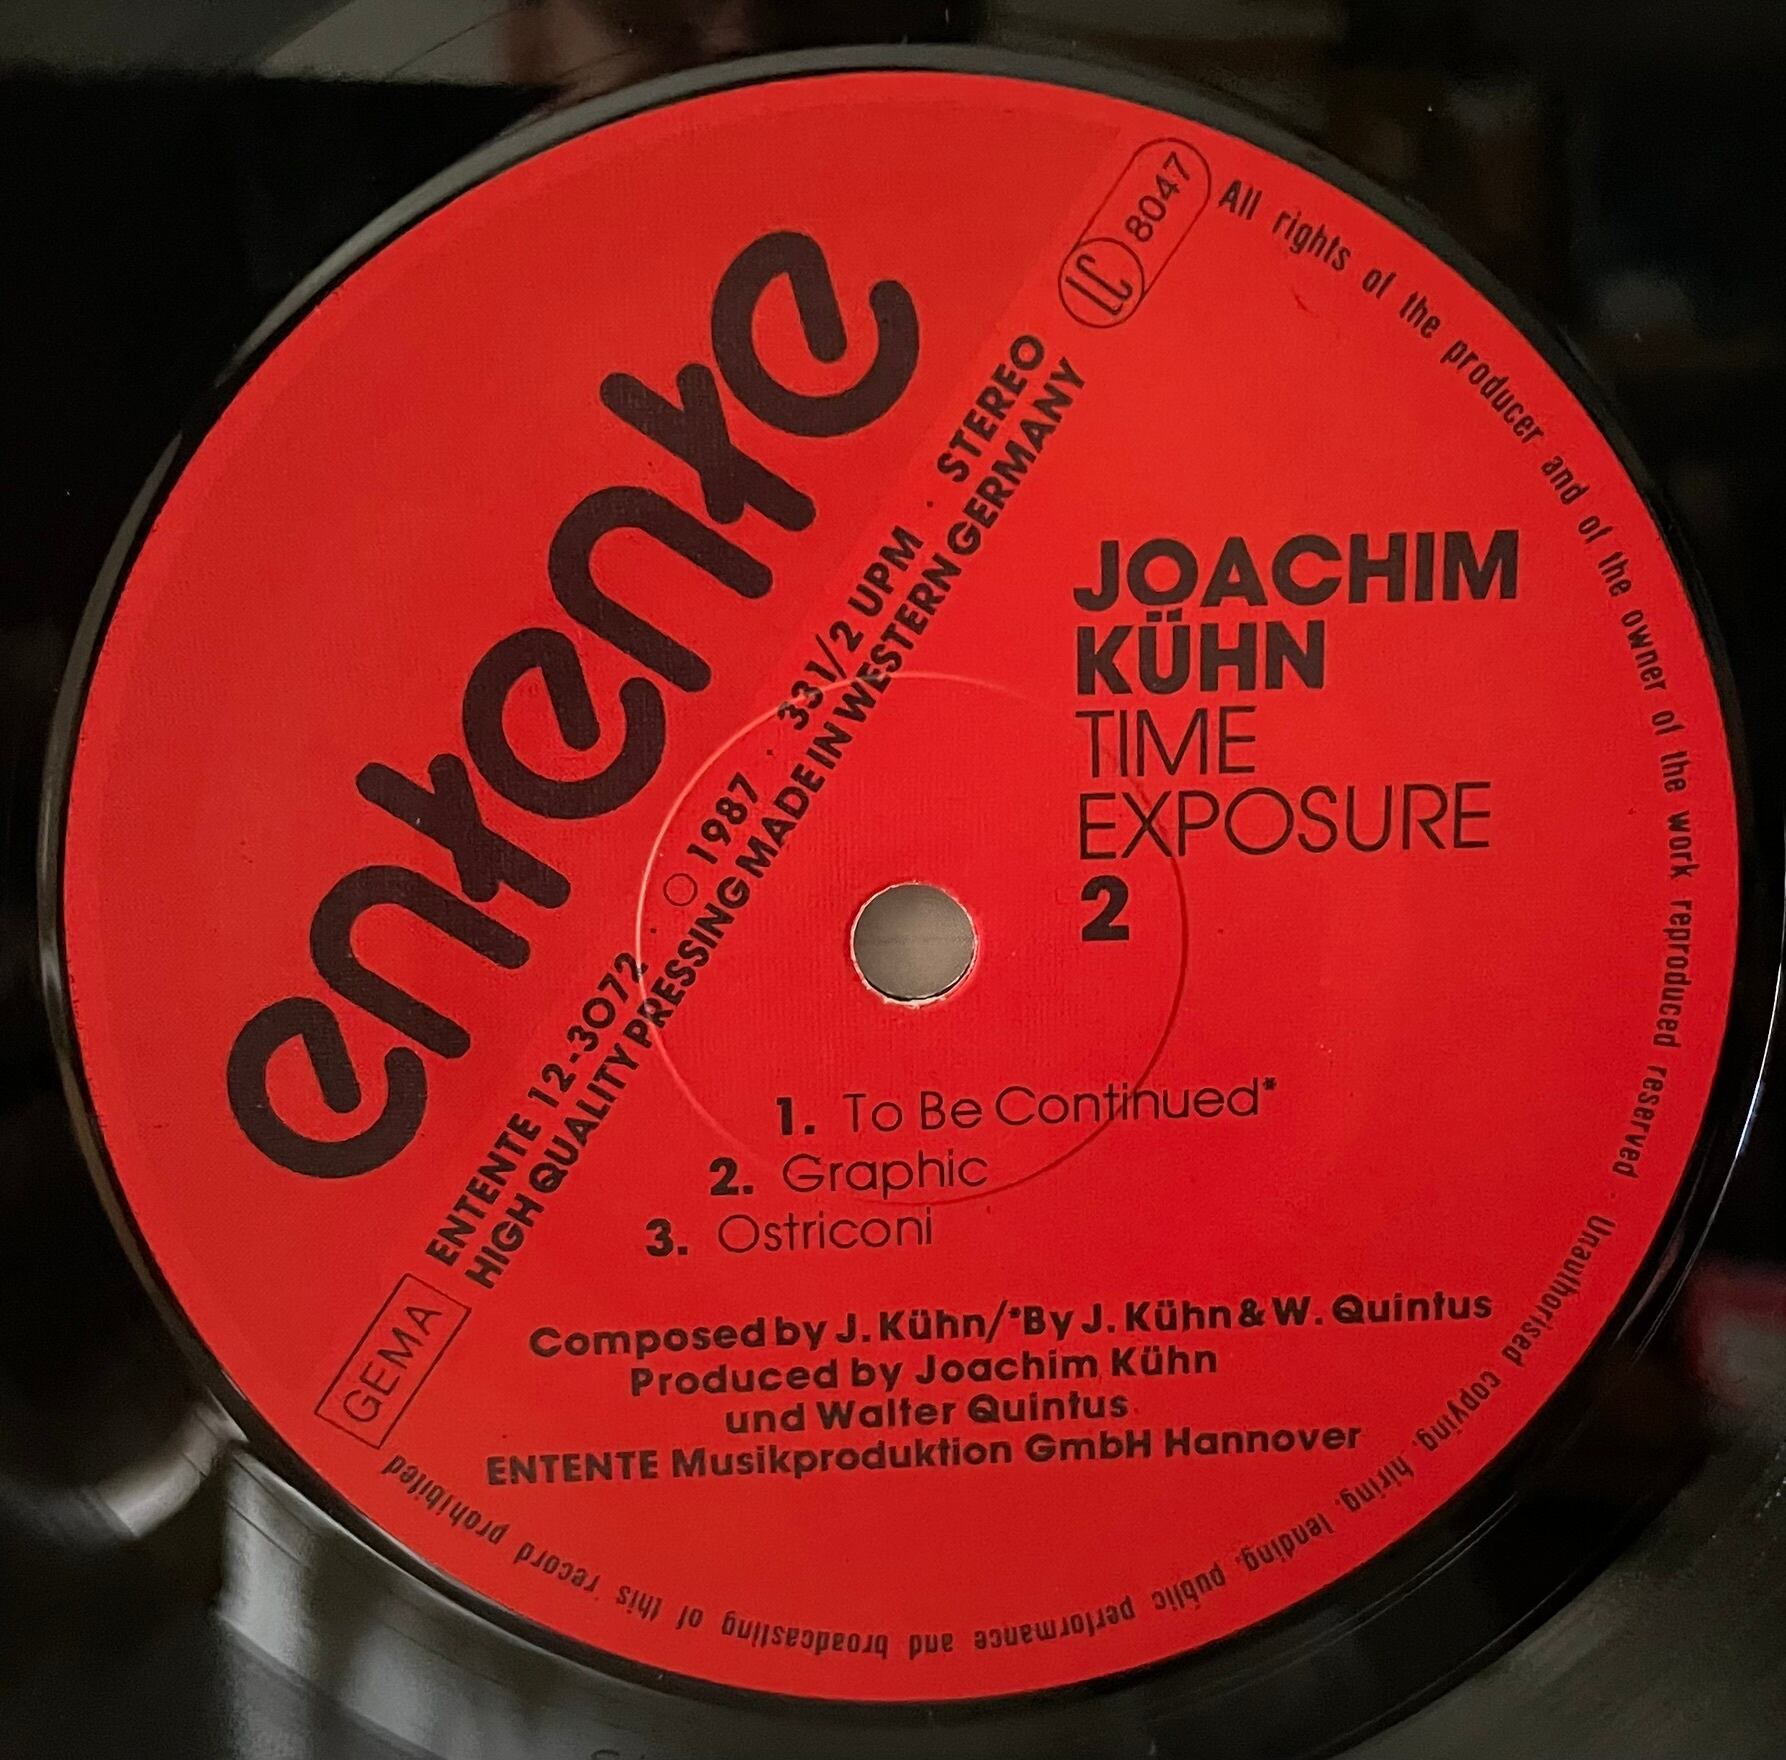 entente
GEMA
ENTENTE 12-3072 · 1987 · 331/2 UPM · STEREO
HIGH QUALITY PRESSING MADE IN WESTERN GERMANY
LC 8047
JOACHIM
KÜHN
TIME
EXPOSURE
2
1. To Be Continued*
2. Graphic
3. Ostriconi
Composed by J. Kühn/*By J. Kühn & W. Quintus
Produced by Joachim Kühn
und Walter Quintus
ENTENTE Musikproduktion GmbH Hannover
All rights of the producer and of the owner of the work reproduced reserved · Unauthorised copying, hiring, lending, public performance and broadcasting of this record prohibited